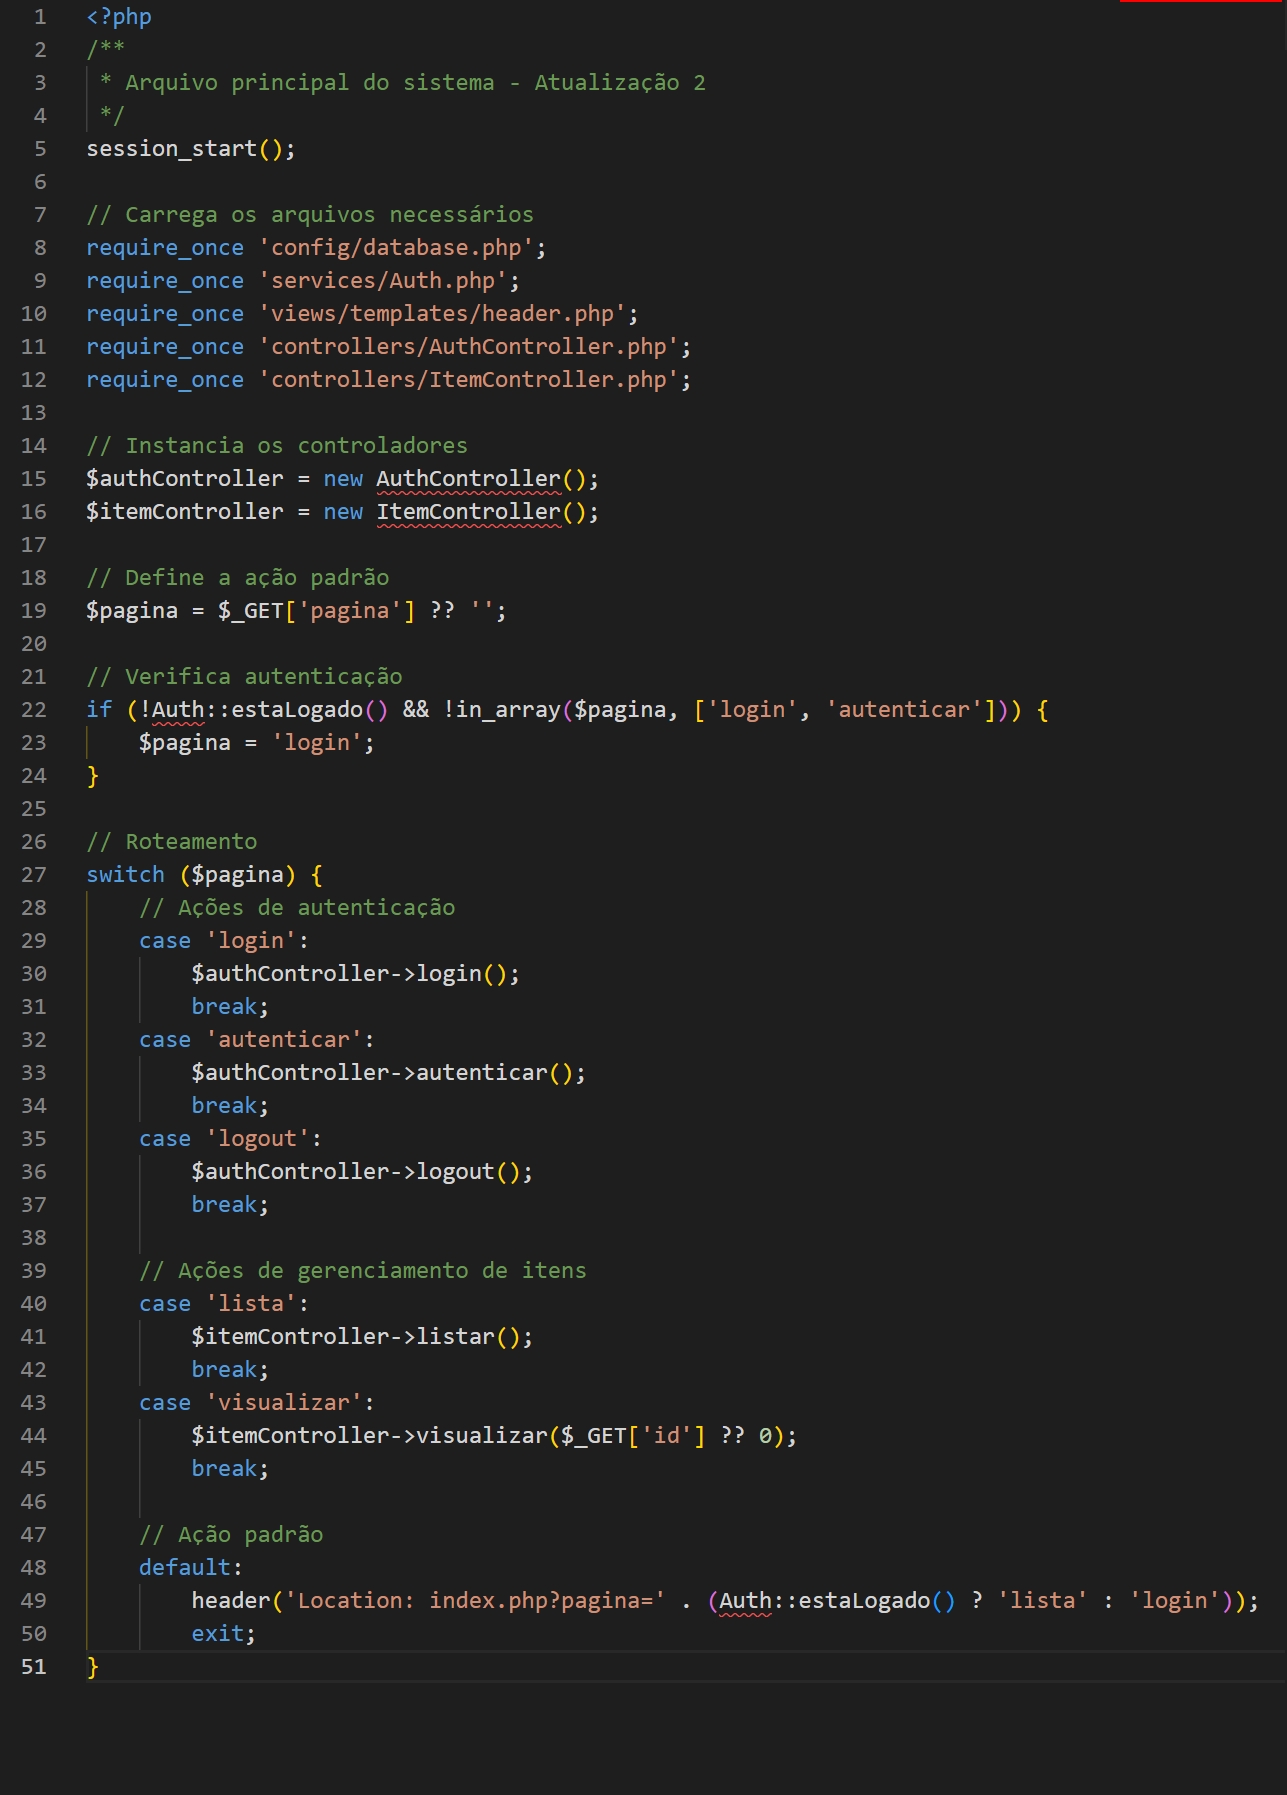 1 <?php
2 /**
3  * Arquivo principal do sistema - Atualização 2
4  */
5 session_start();
6
7 // Carrega os arquivos necessários
8 require_once 'config/database.php';
9 require_once 'services/Auth.php';
10 require_once 'views/templates/header.php';
11 require_once 'controllers/AuthController.php';
12 require_once 'controllers/ItemController.php';
13
14 // Instancia os controladores
15 $authController = new AuthController();
16 $itemController = new ItemController();
17
18 // Define a ação padrão
19 $pagina = $_GET['pagina'] ?? '';
20
21 // Verifica autenticação
22 if (!Auth::estaLogado() && !in_array($pagina, ['login', 'autenticar'])) {
23     $pagina = 'login';
24 }
25
26 // Roteamento
27 switch ($pagina) {
28     // Ações de autenticação
29     case 'login':
30         $authController->login();
31         break;
32     case 'autenticar':
33         $authController->autenticar();
34         break;
35     case 'logout':
36         $authController->logout();
37         break;
38
39     // Ações de gerenciamento de itens
40     case 'lista':
41         $itemController->listar();
42         break;
43     case 'visualizar':
44         $itemController->visualizar($_GET['id'] ?? 0);
45         break;
46
47     // Ação padrão
48     default:
49         header('Location: index.php?pagina=' . (Auth::estaLogado() ? 'lista' : 'login'));
50         exit;
51 }